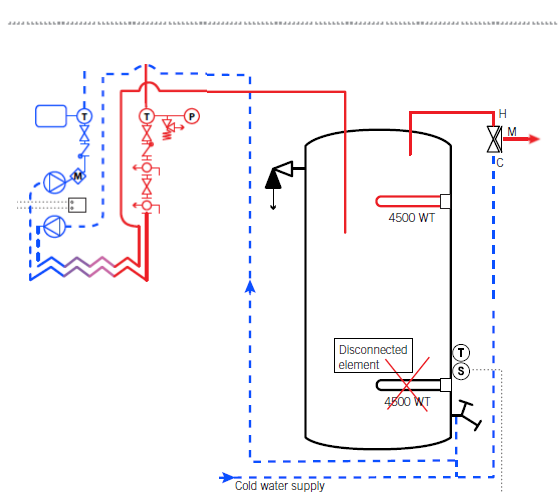 T
T
P
M
H
M
C
4500 WT
Disconnected
element
T
S
4500 WT
Cold water supply